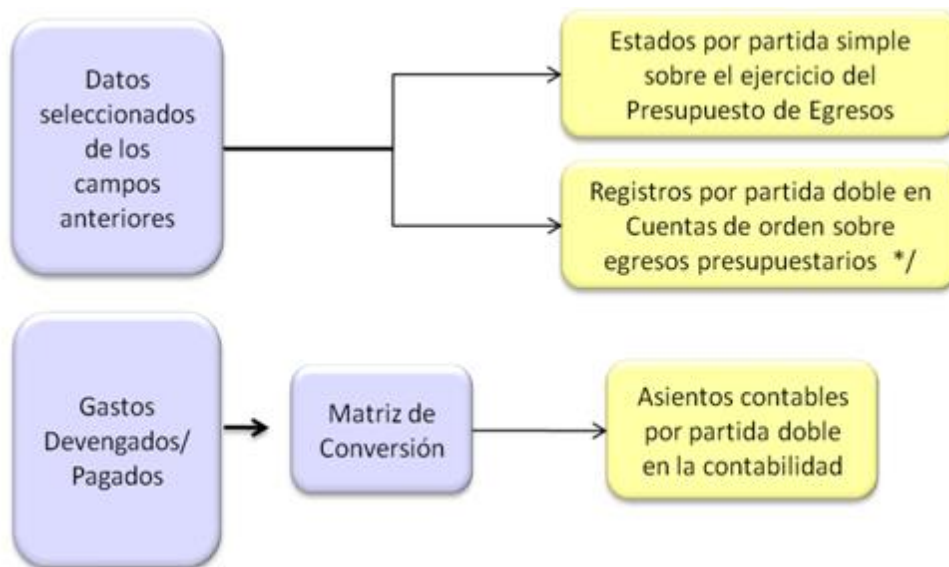 Datos
seleccionados
de los
campos
anteriores
Estados por partida simple
sobre el ejercicio del
Presupuesto de Egresos
Registros por partida doble en
Cuentas de orden sobre
egresos presupuestarios */
Gastos
Devengados/
Pagados
Matriz de
Conversión
Asientos contables
por partida doble
en la contabilidad